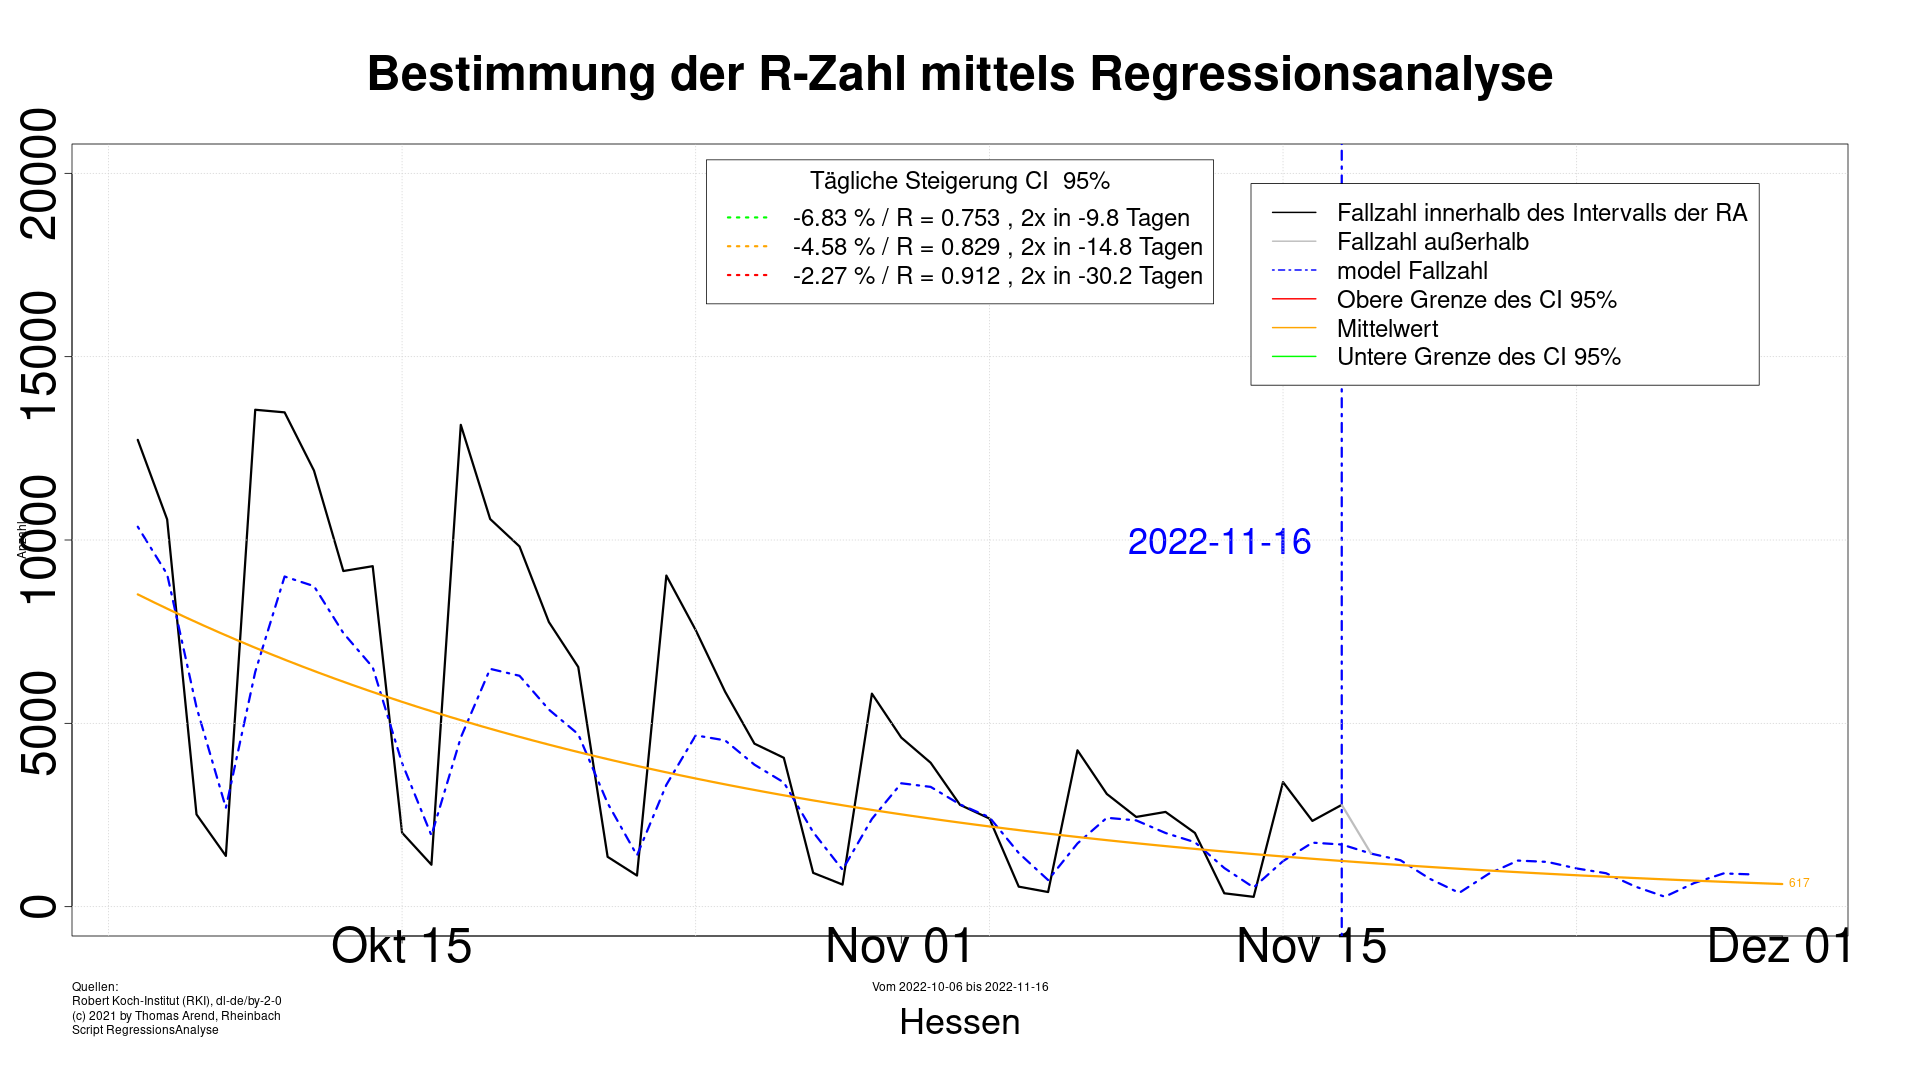 Bestimmung der R-Zahl mittels Regressionsanalyse
20000
15000
10000
5000
0
Anzahl
Tägliche Steigerung CI  95%
-6.83 % / R = 0.753 , 2x in -9.8 Tagen
-4.58 % / R = 0.829 , 2x in -14.8 Tagen
-2.27 % / R = 0.912 , 2x in -30.2 Tagen
Fallzahl innerhalb des Intervalls der RA
Fallzahl außerhalb
model Fallzahl
Obere Grenze des CI 95%
Mittelwert
Untere Grenze des CI 95%
2022-11-16
617
Okt 15
Nov 01
Nov 15
Dez 01
Quellen:
Robert Koch-Institut (RKI), dl-de/by-2-0
(c) 2021 by Thomas Arend, Rheinbach
Script RegressionsAnalyse
Vom 2022-10-06 bis 2022-11-16
Hessen